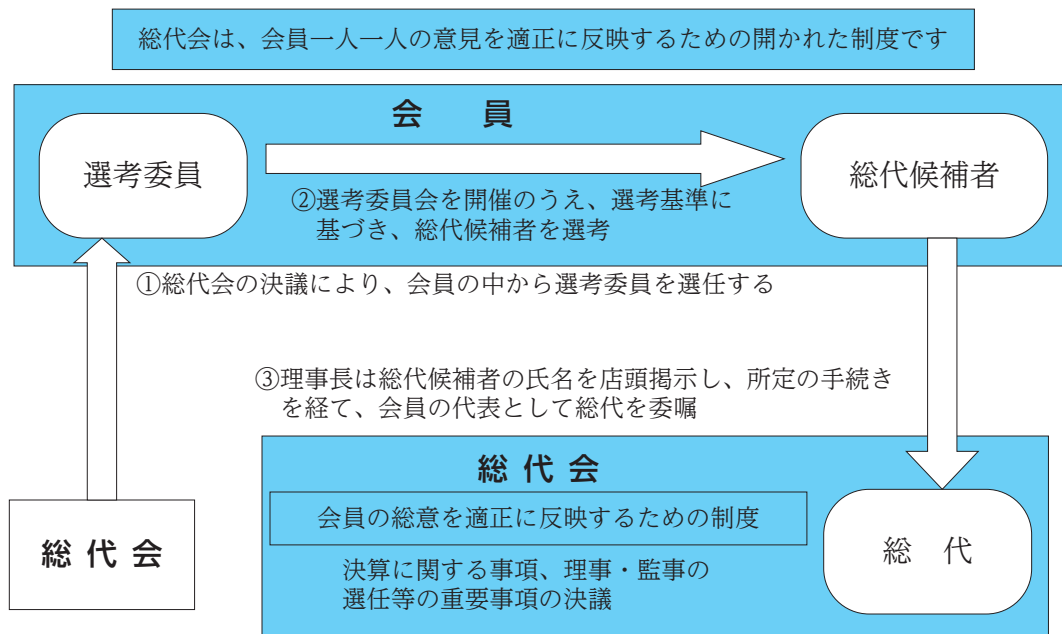 総代会は、会員一人一人の意見を適正に反映するための開かれた制度です
会　員
選考委員
総代候補者
②選考委員会を開催のうえ、選考基準に
基づき、総代候補者を選考
①総代会の決議により、会員の中から選考委員を選任する
③理事長は総代候補者の氏名を店頭掲示し、所定の手続き
を経て、会員の代表として総代を委嘱
総代会
総代会
会員の総意を適正に反映するための制度
決算に関する事項、理事・監事の
選任等の重要事項の決議
総　代